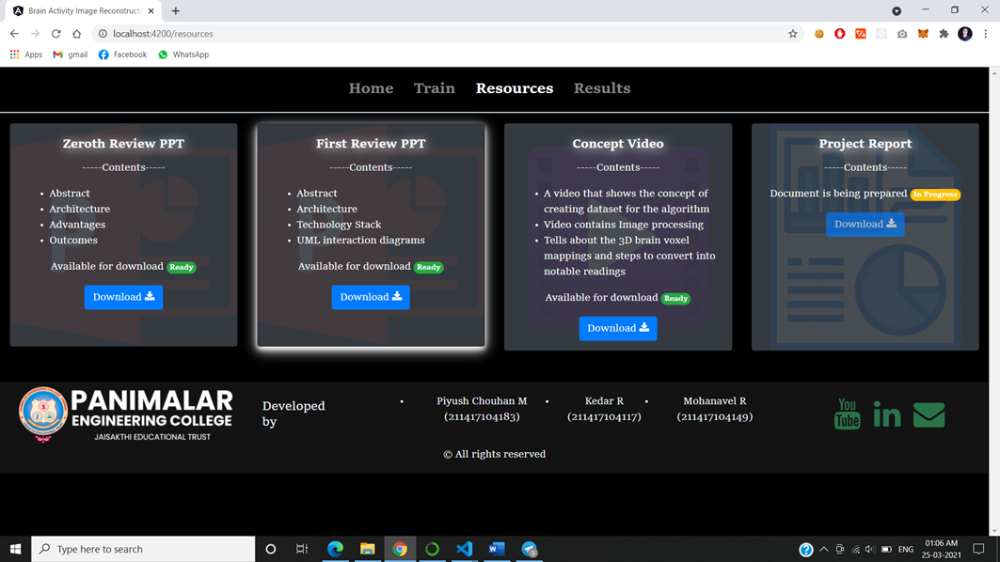 Brain Activity Image Reconstructi
localhost:4200/resources
Apps gmail Facebook WhatsApp
Home Train Resources Results
Zeroth Review PPT
-----Contents-----
Abstract
Architecture
Advantages
Outcomes
Available for download Ready
Download
First Review PPT
-----Contents-----
Abstract
Architecture
Technology Stack
UML interaction diagrams
Available for download Ready
Download
Concept Video
-----Contents-----
A video that shows the concept of
creating dataset for the algorithm
Video contains Image processing
Tells about the 3D brain voxel
mappings and steps to convert into
notable readings
Available for download Ready
Download
Project Report
-----Contents-----
Document is being prepared In Progress
Download
PANIMALAR
ENGINEERING COLLEGE
JAISAKTHI EDUCATIONAL TRUST
Developed
by
Piyush Chouhan M
(211417104183)
Kedar R
(211417104117)
Mohanavel R
(211417104149)
You
Tube
in
© All rights reserved
Type here to search
ENG
01:06 AM
25-03-2021